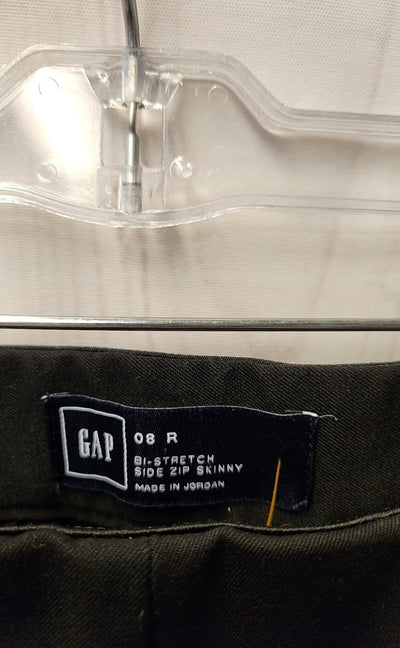 GAP
08 R
BI-STRETCH
SIDE ZIP SKINNY
MADE IN JORDAN